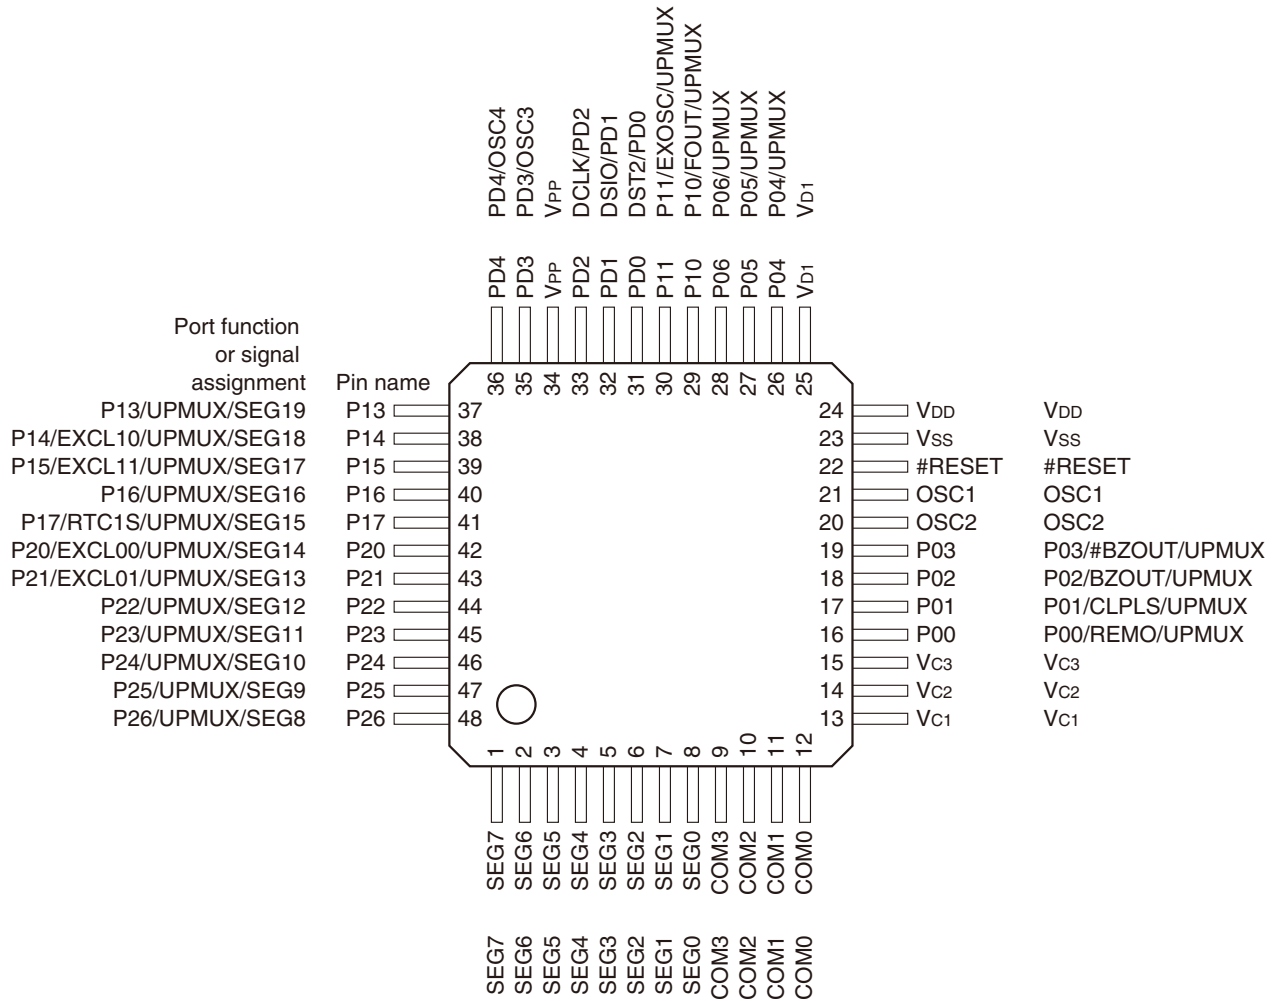 PD4/OSC4
PD3/OSC3
VPP
DCLK/PD2
DSIO/PD1
DST2/PD0
P11/EXOSC/UPMUX
P10/FOUT/UPMUX
P06/UPMUX
P05/UPMUX
P04/UPMUX
VD1
PD4
PD3
VPP
PD2
PD1
PD0
P11
P10
P06
P05
P04
VD1
Port function
or signal
assignment Pin name
36 35 34 33 32 31 30 29 28 27 26 25
P13/UPMUX/SEG19 P13 37 24 VDD VDD
P14/EXCL10/UPMUX/SEG18 P14 38 23 VSS VSS
P15/EXCL11/UPMUX/SEG17 P15 39 22 #RESET #RESET
P16/UPMUX/SEG16 P16 40 21 OSC1 OSC1
P17/RTC1S/UPMUX/SEG15 P17 41 20 OSC2 OSC2
P20/EXCL00/UPMUX/SEG14 P20 42 19 P03 P03/#BZOUT/UPMUX
P21/EXCL01/UPMUX/SEG13 P21 43 18 P02 P02/BZOUT/UPMUX
P22/UPMUX/SEG12 P22 44 17 P01 P01/CLPLS/UPMUX
P23/UPMUX/SEG11 P23 45 16 P00 P00/REMO/UPMUX
P24/UPMUX/SEG10 P24 46 15 VC3 VC3
P25/UPMUX/SEG9 P25 47 14 VC2 VC2
P26/UPMUX/SEG8 P26 48 13 VC1 VC1
1 2 3 4 5 6 7 8 9 10 11 12
SEG7
SEG6
SEG5
SEG4
SEG3
SEG2
SEG1
SEG0
COM3
COM2
COM1
COM0
SEG7
SEG6
SEG5
SEG4
SEG3
SEG2
SEG1
SEG0
COM3
COM2
COM1
COM0